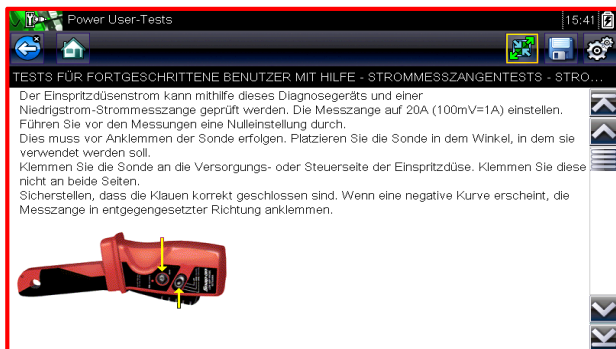 Power User-Tests
15:41
TESTS FÜR FORTGESCHRITTENE BENUTZER MIT HILFE - STROMMESSZANGENTESTS - STRO...
Der Einspritzdüsenstrom kann mithilfe dieses Diagnosegeräts und einer
Niedrigstrom-Strommesszange geprüft werden. Die Messzange auf 20A (100mV=1A) einstellen.
Führen Sie vor den Messungen eine Nulleinstellung durch.
Dies muss vor Anklemmen der Sonde erfolgen. Platzieren Sie die Sonde in dem Winkel, in dem sie
verwendet werden soll.
Klemmen Sie die Sonde an die Versorgungs- oder Steuerseite der Einspritzdüse. Klemmen Sie diese
nicht an beide Seiten.
Sicherstellen, dass die Klauen korrekt geschlossen sind. Wenn eine negative Kurve erscheint, die
Messzange in entgegengesetzter Richtung anklemmen.